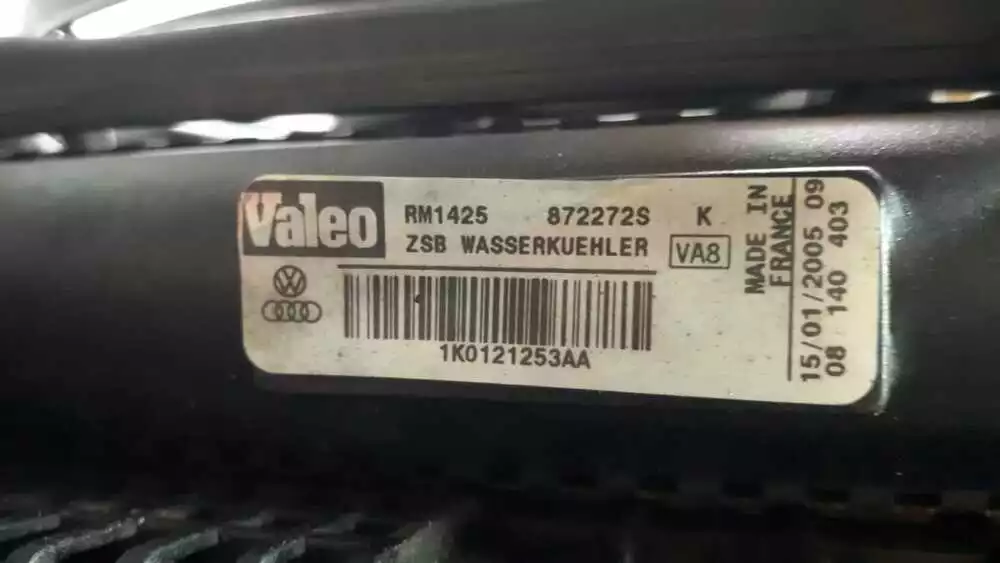 Valeo
RM1425 872272S K
ZSB WASSERKUEHLER VA8
1K0121253AA
MADE IN
FRANCE
15/01/2005 09
08 140 403